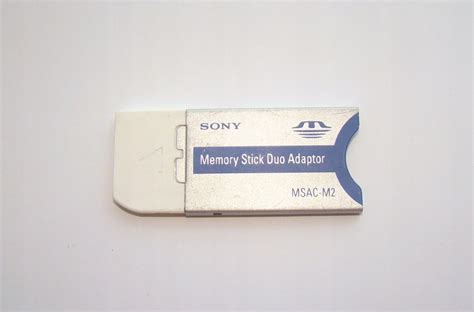 SONY
Memory Stick Duo Adaptor
MSAC-M2